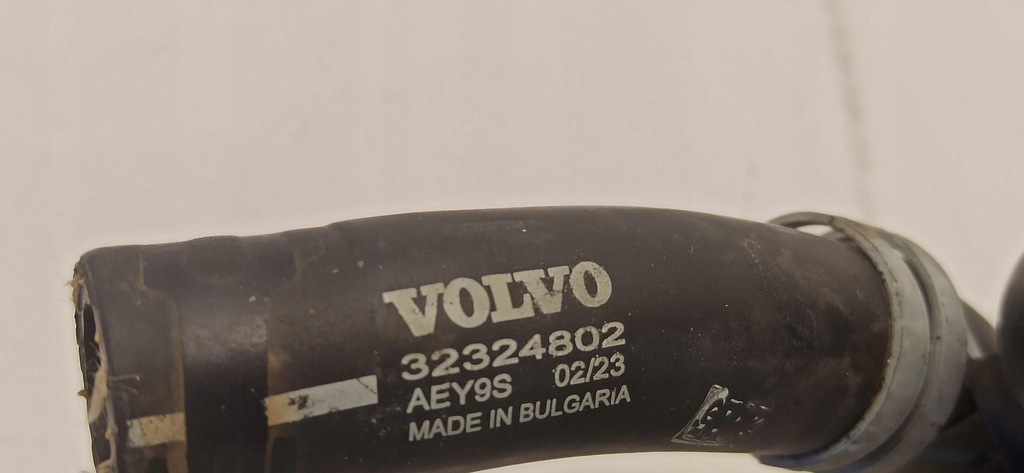 VOLVO
32324802
AEY9S 02/23
MADE IN BULGARIA